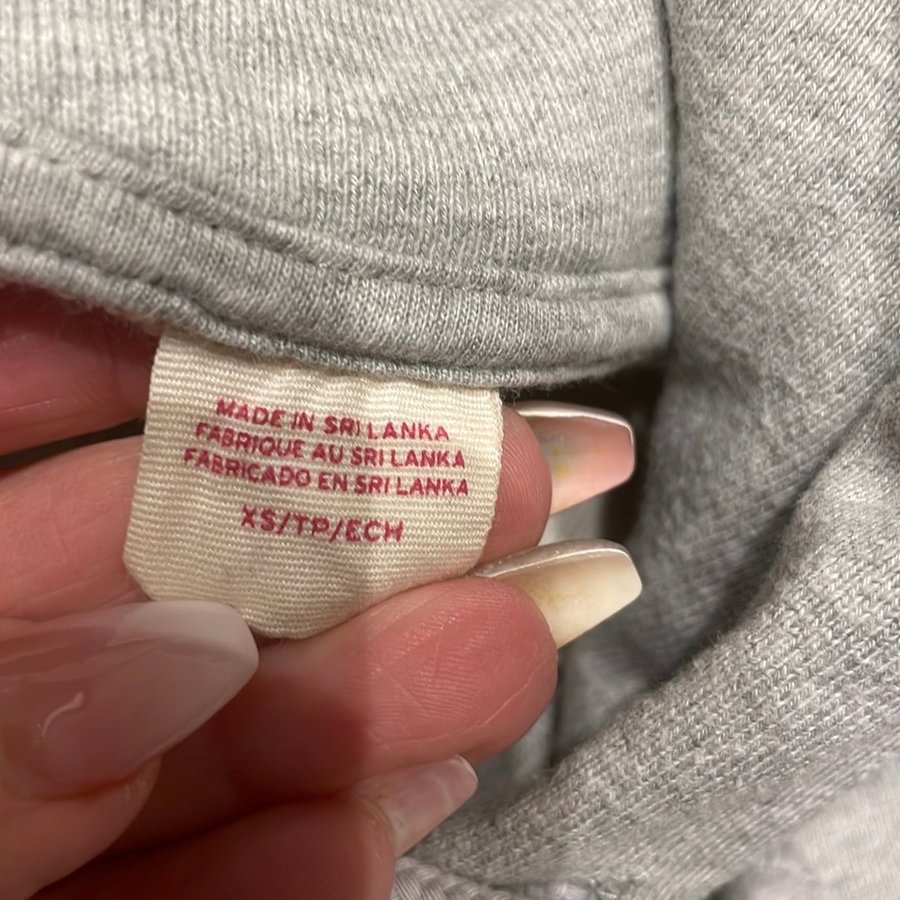 MADE IN SRI LANKA
FABRIQUE AU SRI LANKA
FABRICADO EN SRI LANKA
XS/TP/ECH